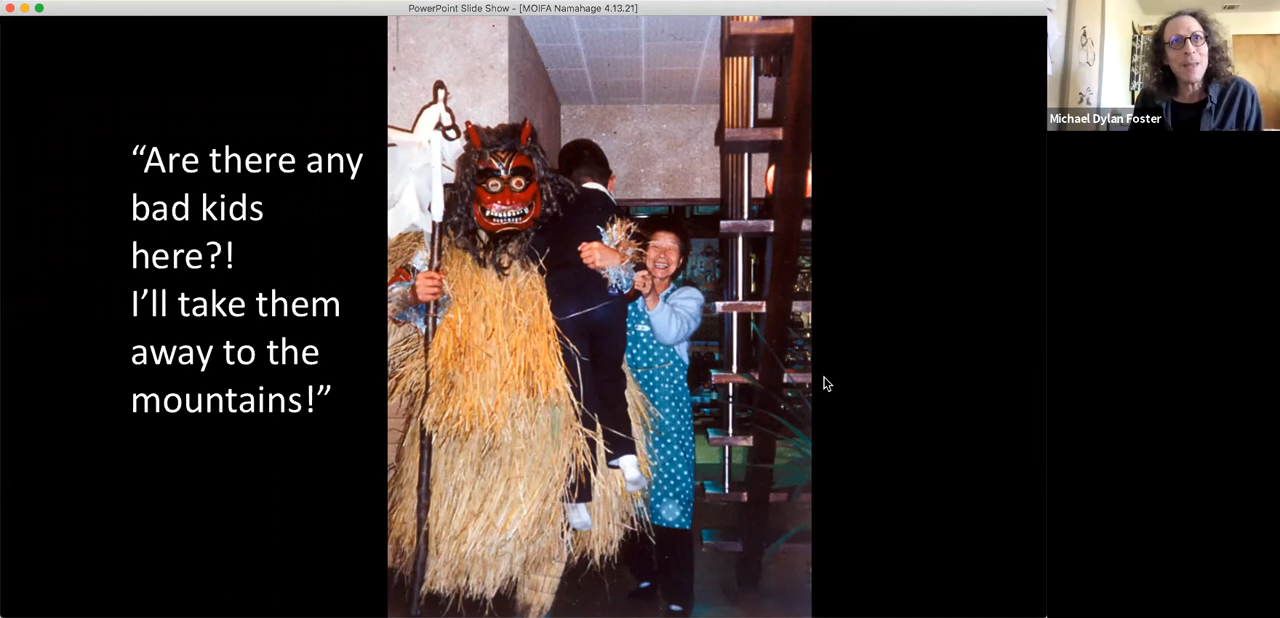 PowerPoint Slide Show - [MOIFA Namahage 4.13.21]
“Are there any
bad kids
here?!
I’ll take them
away to the
mountains!”
Michael Dylan Foster